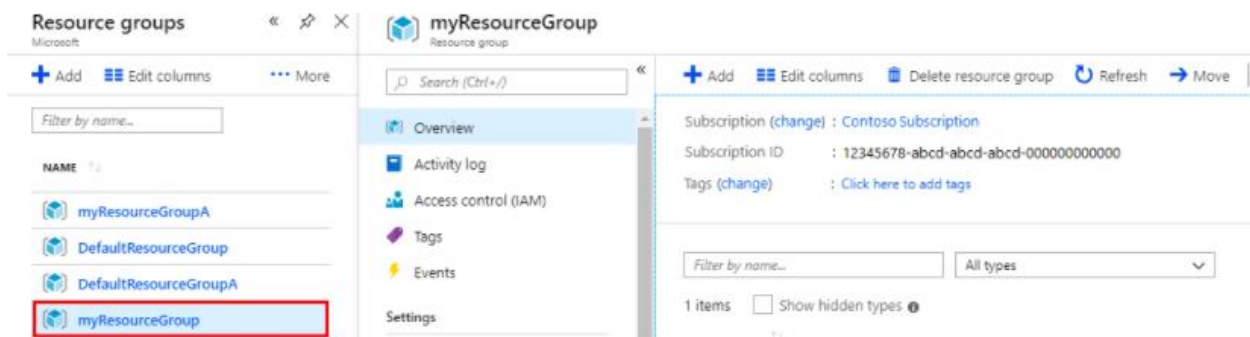 Resource groups
Microsoft
Add Edit columns More
Filter by name...
NAME
myResourceGroupA
DefaultResourceGroup
DefaultResourceGroupA
myResourceGroup
myResourceGroup
Resource group
Search (Ctrl+/)
Overview
Activity log
Access control (IAM)
Tags
Events
Settings
Add Edit columns Delete resource group Refresh Move
Subscription (change) : Contoso Subscription
Subscription ID : 12345678-abcd-abcd-abcd-000000000000
Tags (change) : Click here to add tags
Filter by name... All types
1 items Show hidden types